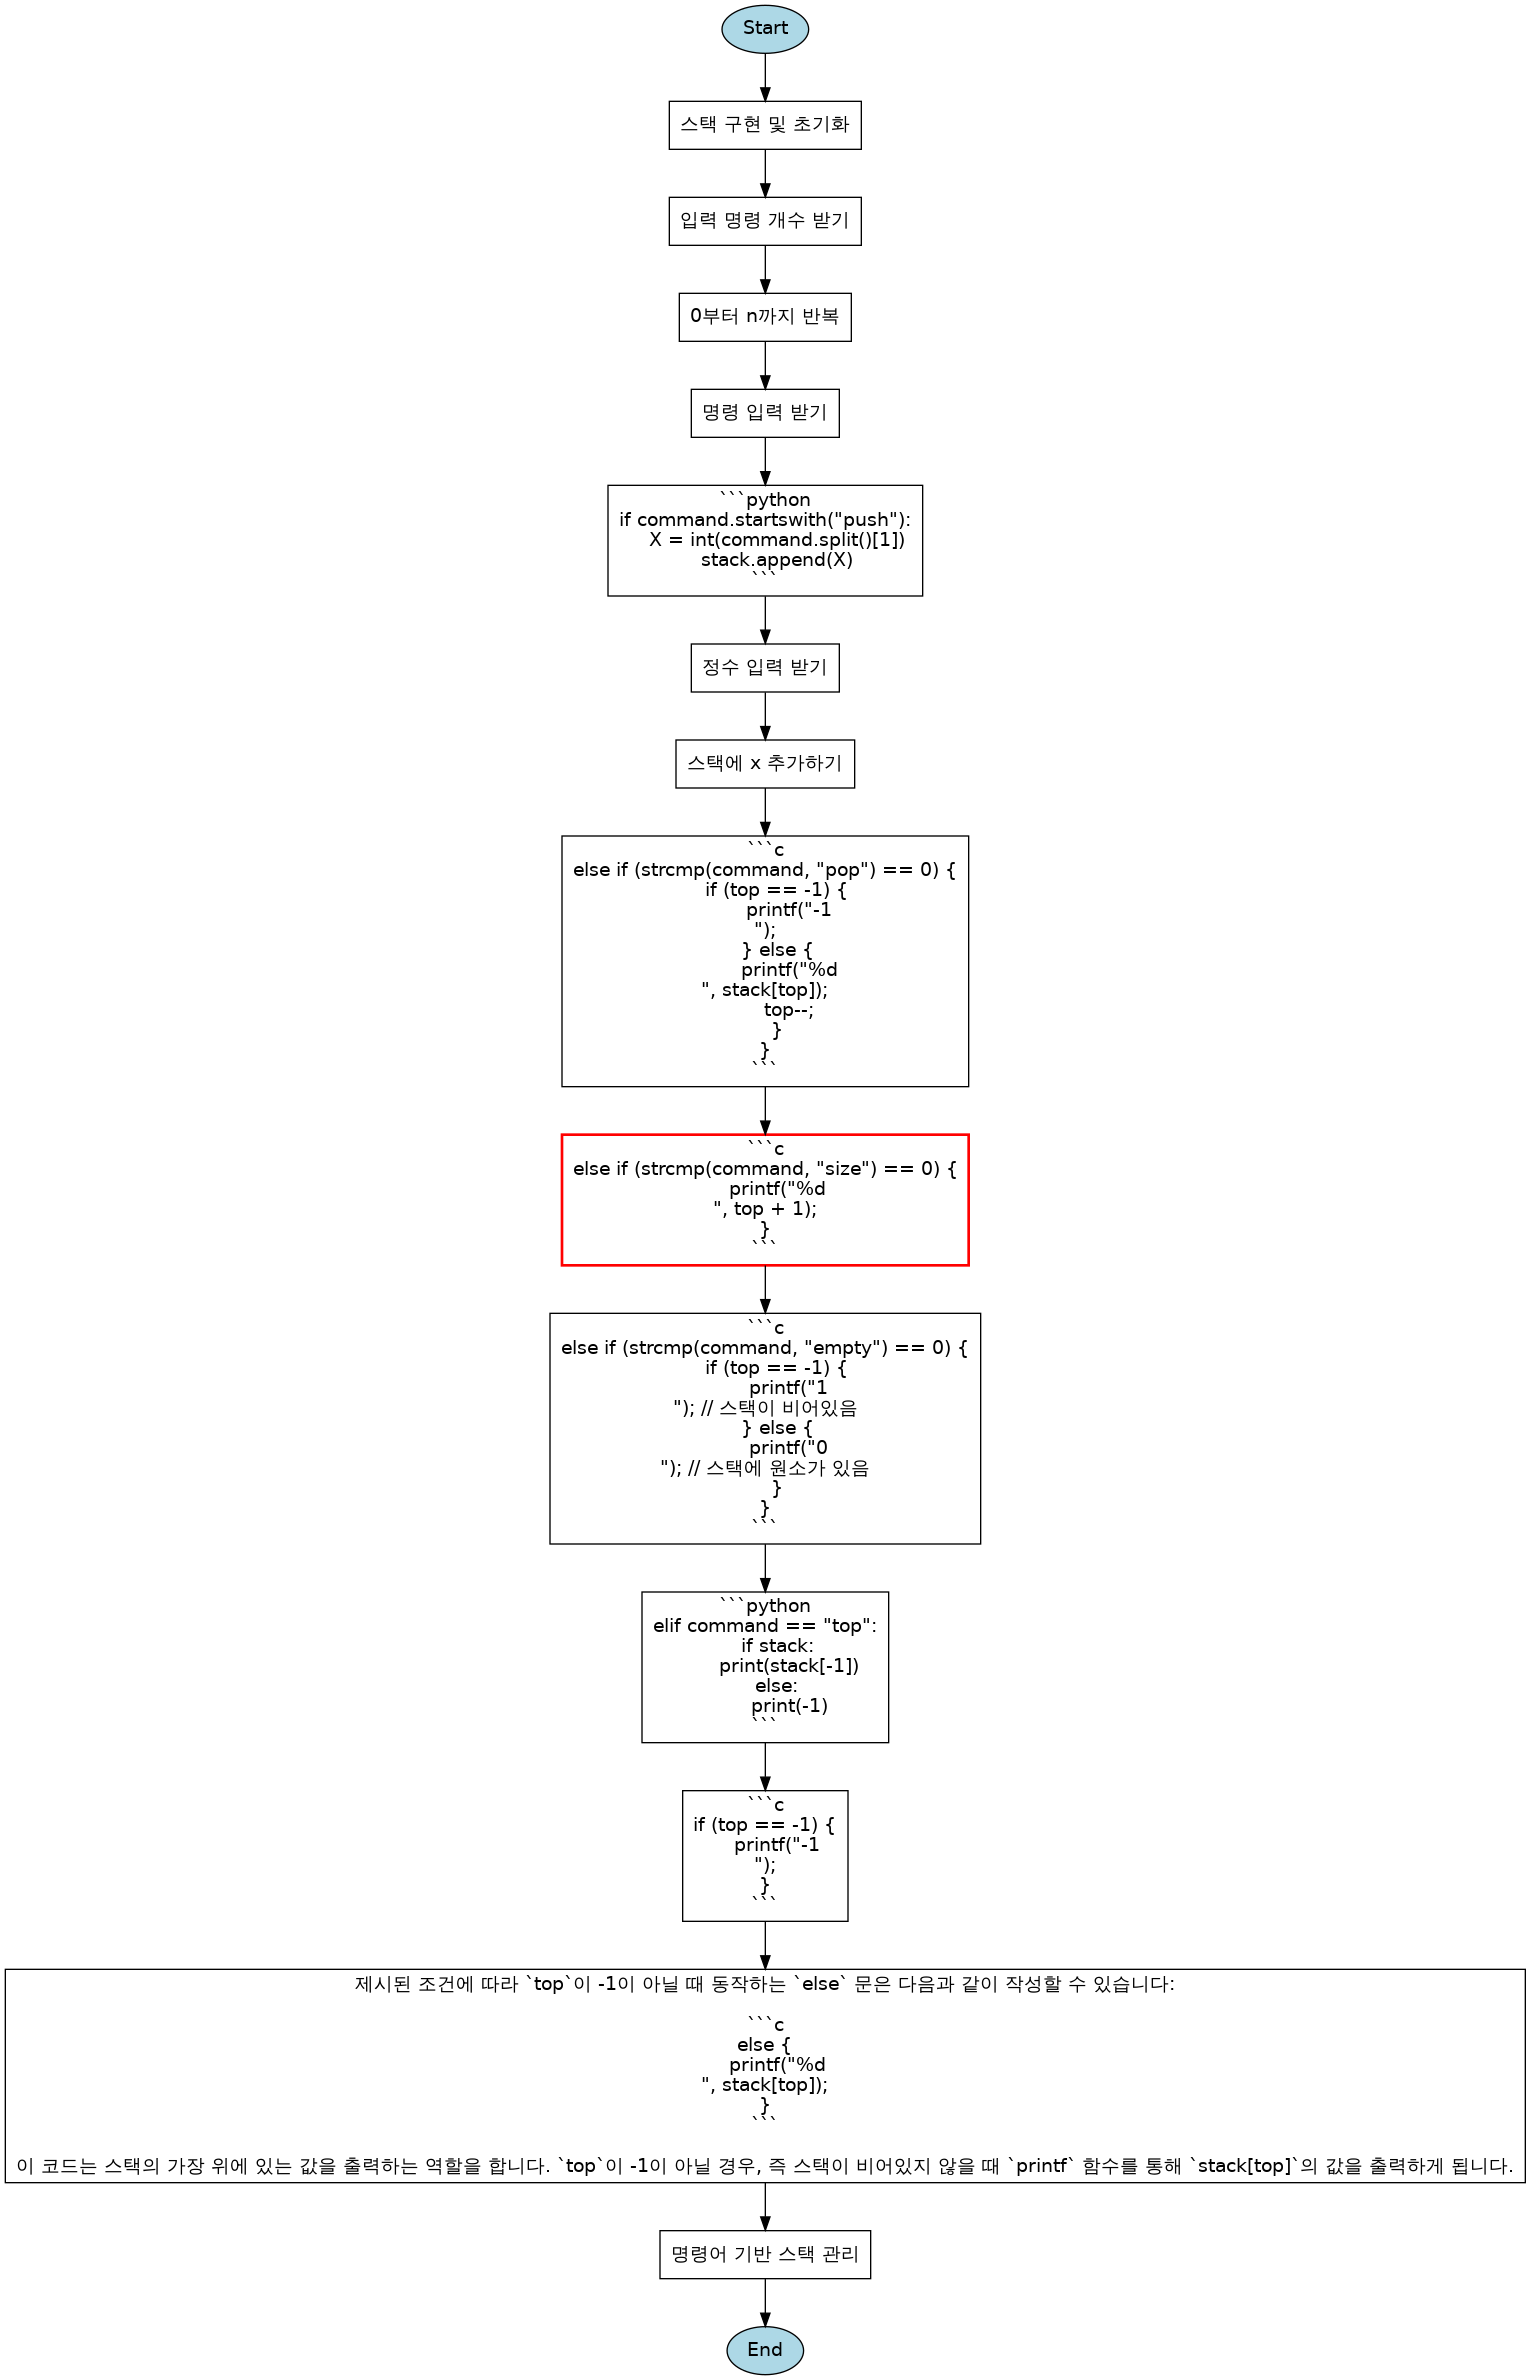 Start
스택 구현 및 초기화
입력 명령 개수 받기
0부터 n까지 반복
명령 입력 받기
```python
if command.startswith("push"):
X = int(command.split()[1])
stack.append(X)
```
정수 입력 받기
스택에 x 추가하기
```c
else if (strcmp(command, "pop") == 0) {
if (top == -1) {
printf("-1
");
} else {
printf("%d
", stack[top]);
top--;
}
}
```
```c
else if (strcmp(command, "size") == 0) {
printf("%d
", top + 1);
}
```
```c
else if (strcmp(command, "empty") == 0) {
if (top == -1) {
printf("1
"); // 스택이 비어있음
} else {
printf("0
"); // 스택에 원소가 있음
}
}
```
```python
elif command == "top":
if stack:
print(stack[-1])
else:
print(-1)
```
```c
if (top == -1) {
printf("-1
");
}
```
제시된 조건에 따라 `top`이 -1이 아닐 때 동작하는 `else` 문은 다음과 같이 작성할 수 있습니다:
```c
else {
printf("%d
", stack[top]);
}
```
이 코드는 스택의 가장 위에 있는 값을 출력하는 역할을 합니다. `top`이 -1이 아닐 경우, 즉 스택이 비어있지 않을 때 `printf` 함수를 통해 `stack[top]`의 값을 출력하게 됩니다.
명령어 기반 스택 관리
End